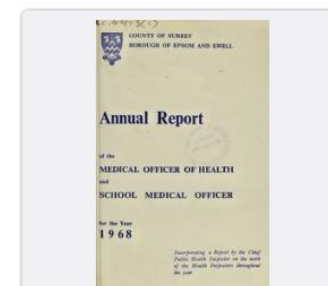 COUNTY OF SURREY
BOROUGH OF EPSOM AND EWELL
Annual Report
of the
MEDICAL OFFICER OF HEALTH
and
SCHOOL MEDICAL OFFICER
for the Year
1968
Incorporating a Report by the Chief
Public Health Inspector on the work
of the Health Inspectors throughout
the year